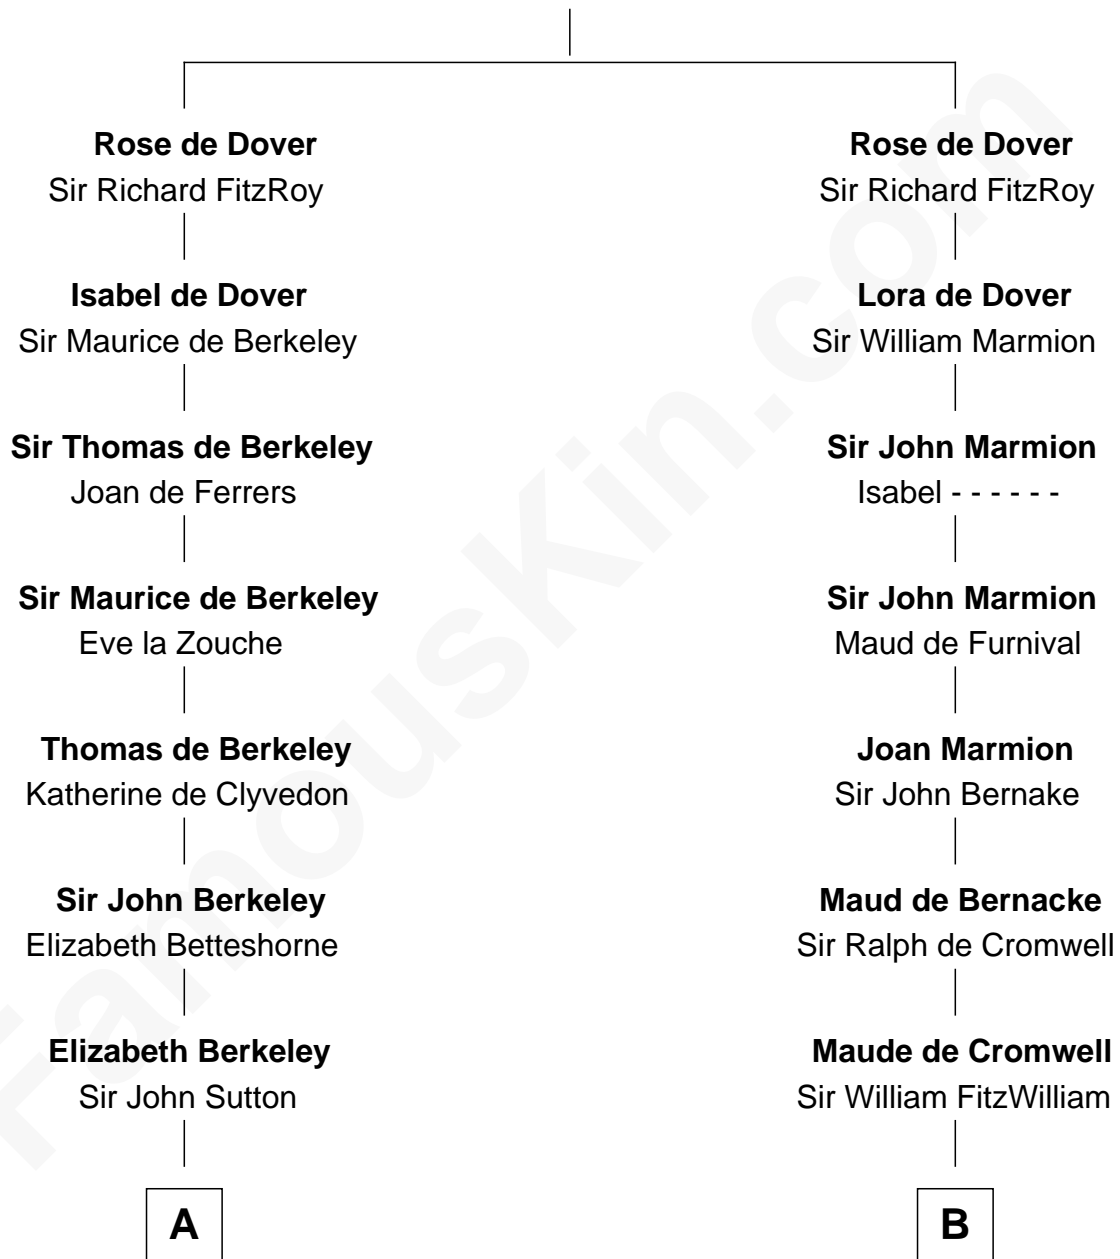 Rose de Dover
Sir Richard FitzRoy
Isabel de Dover
Sir Maurice de Berkeley
Sir Thomas de Berkeley
Joan de Ferrers
Sir Maurice de Berkeley
Eve la Zouche
Thomas de Berkeley
Katherine de Clyvedon
Sir John Berkeley
Elizabeth Betteshorne
Elizabeth Berkeley
Sir John Sutton
A
Rose de Dover
Sir Richard FitzRoy
Lora de Dover
Sir William Marmion
Sir John Marmion
Isabel - - - - - -
Sir John Marmion
Maud de Furnival
Joan Marmion
Sir John Bernake
Maud de Bernacke
Sir Ralph de Cromwell
Maude de Cromwell
Sir William FitzWilliam
B
FamousKin.com